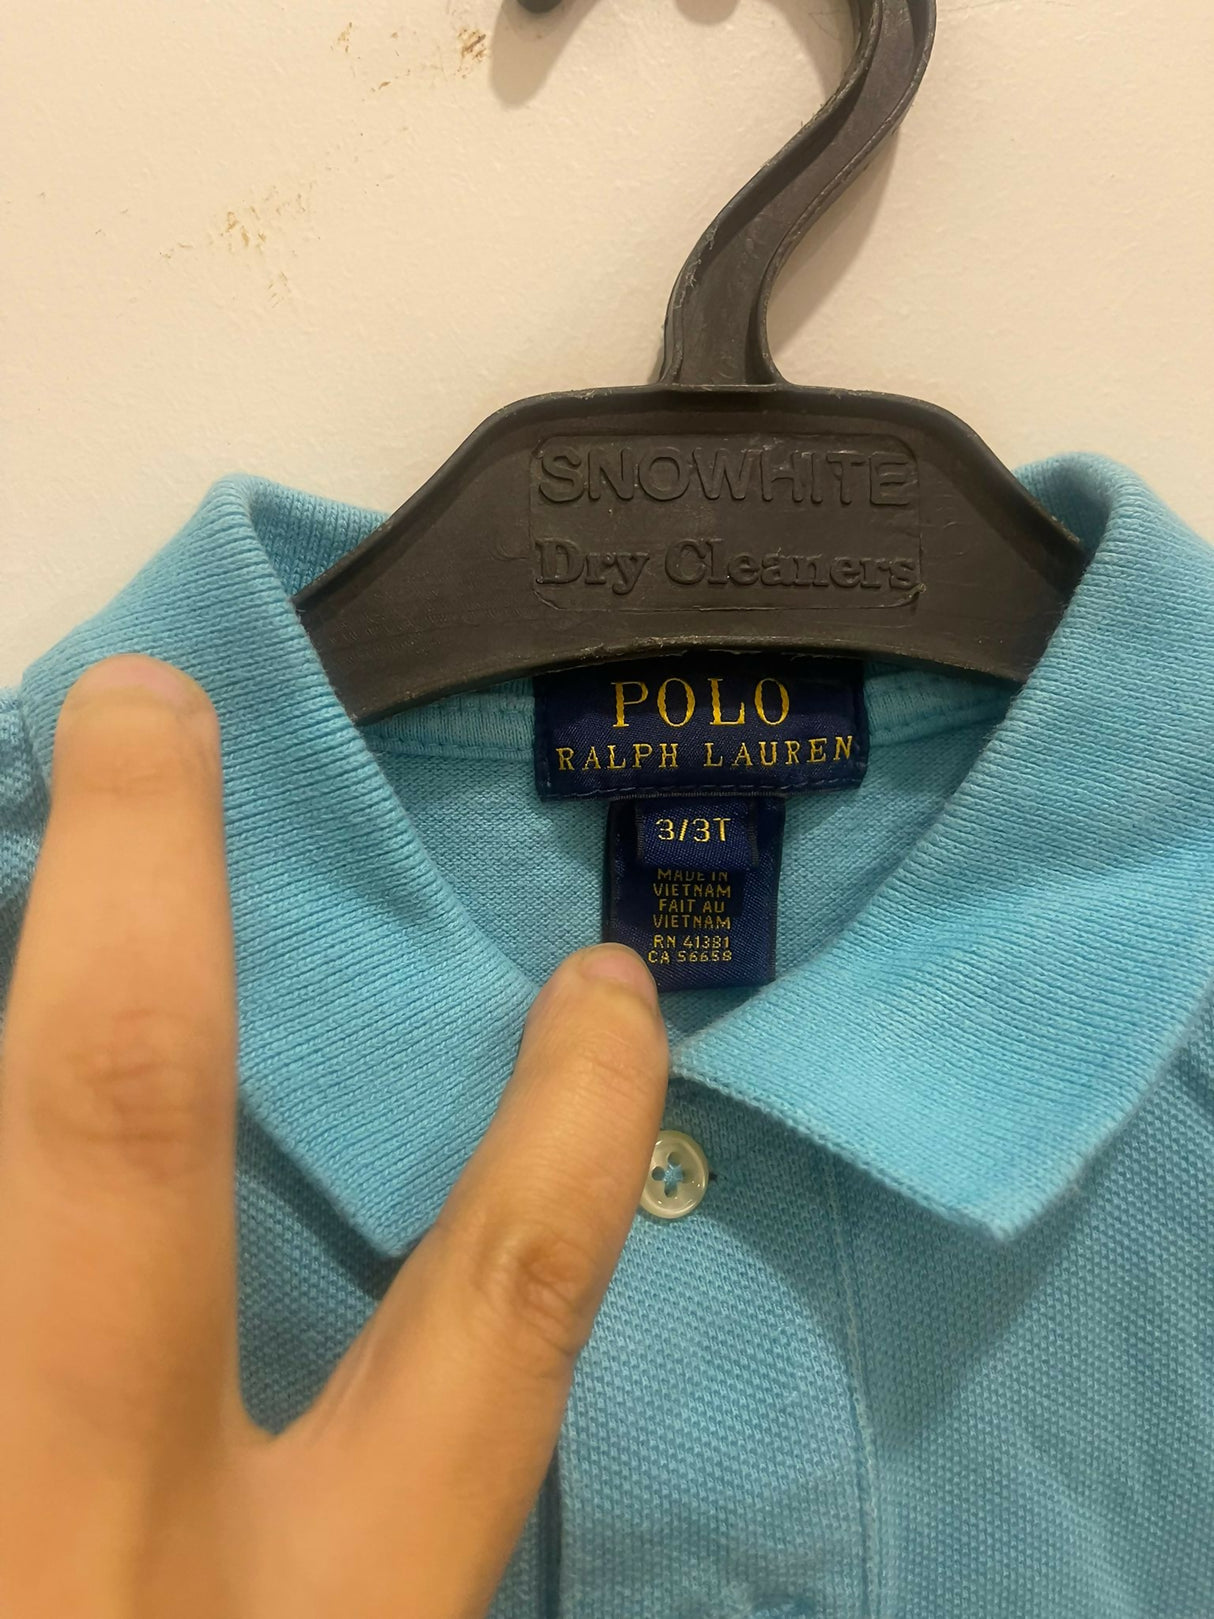 SNOWHITE
Dry Cleaners
POLO
RALPH LAUREN
3/3T
MADE IN
VIETNAM
FAIT AU
VIETNAM
RN 41381
CA 56658